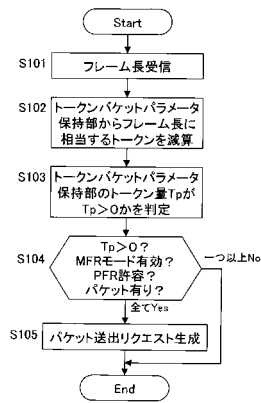 Start
S101
フレーム長受信
S102
トークンバケットパラメータ
保持部からフレーム長に
相当するトークンを減算
S103
トークンバケットパラメータ
保持部のトークン量Tpが
Tp>0かを判定
S104
Tp>0?
MFRモード有効?
PFR許容?
パケット有り?
一つ以上No
全てYes
S105
パケット送出リクエスト生成
End